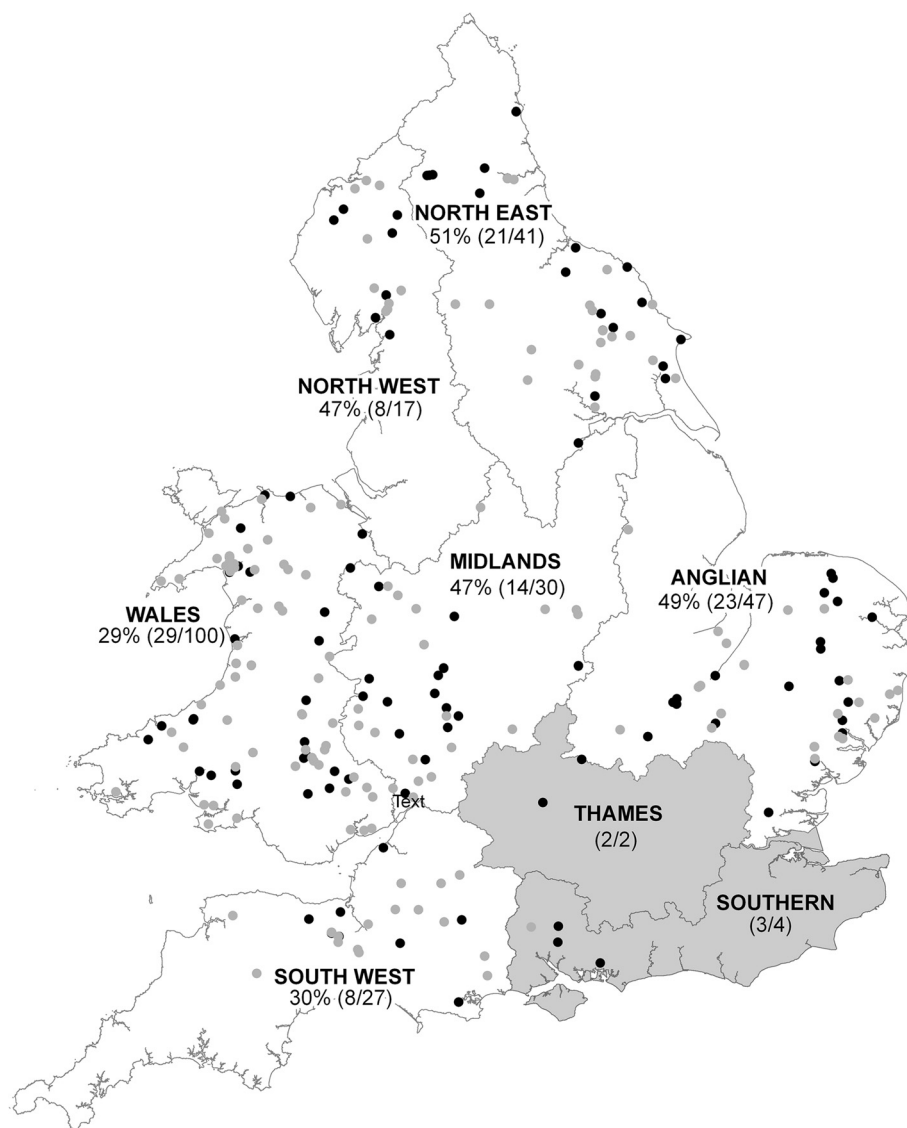 NORTH EAST
51% (21/41)
NORTH WEST
47% (8/17)
MIDLANDS
47% (14/30)
ANGLIAN
49% (23/47)
WALES
29% (29/100)
Text
THAMES
(2/2)
SOUTHERN
(3/4)
SOUTH WEST
30% (8/27)